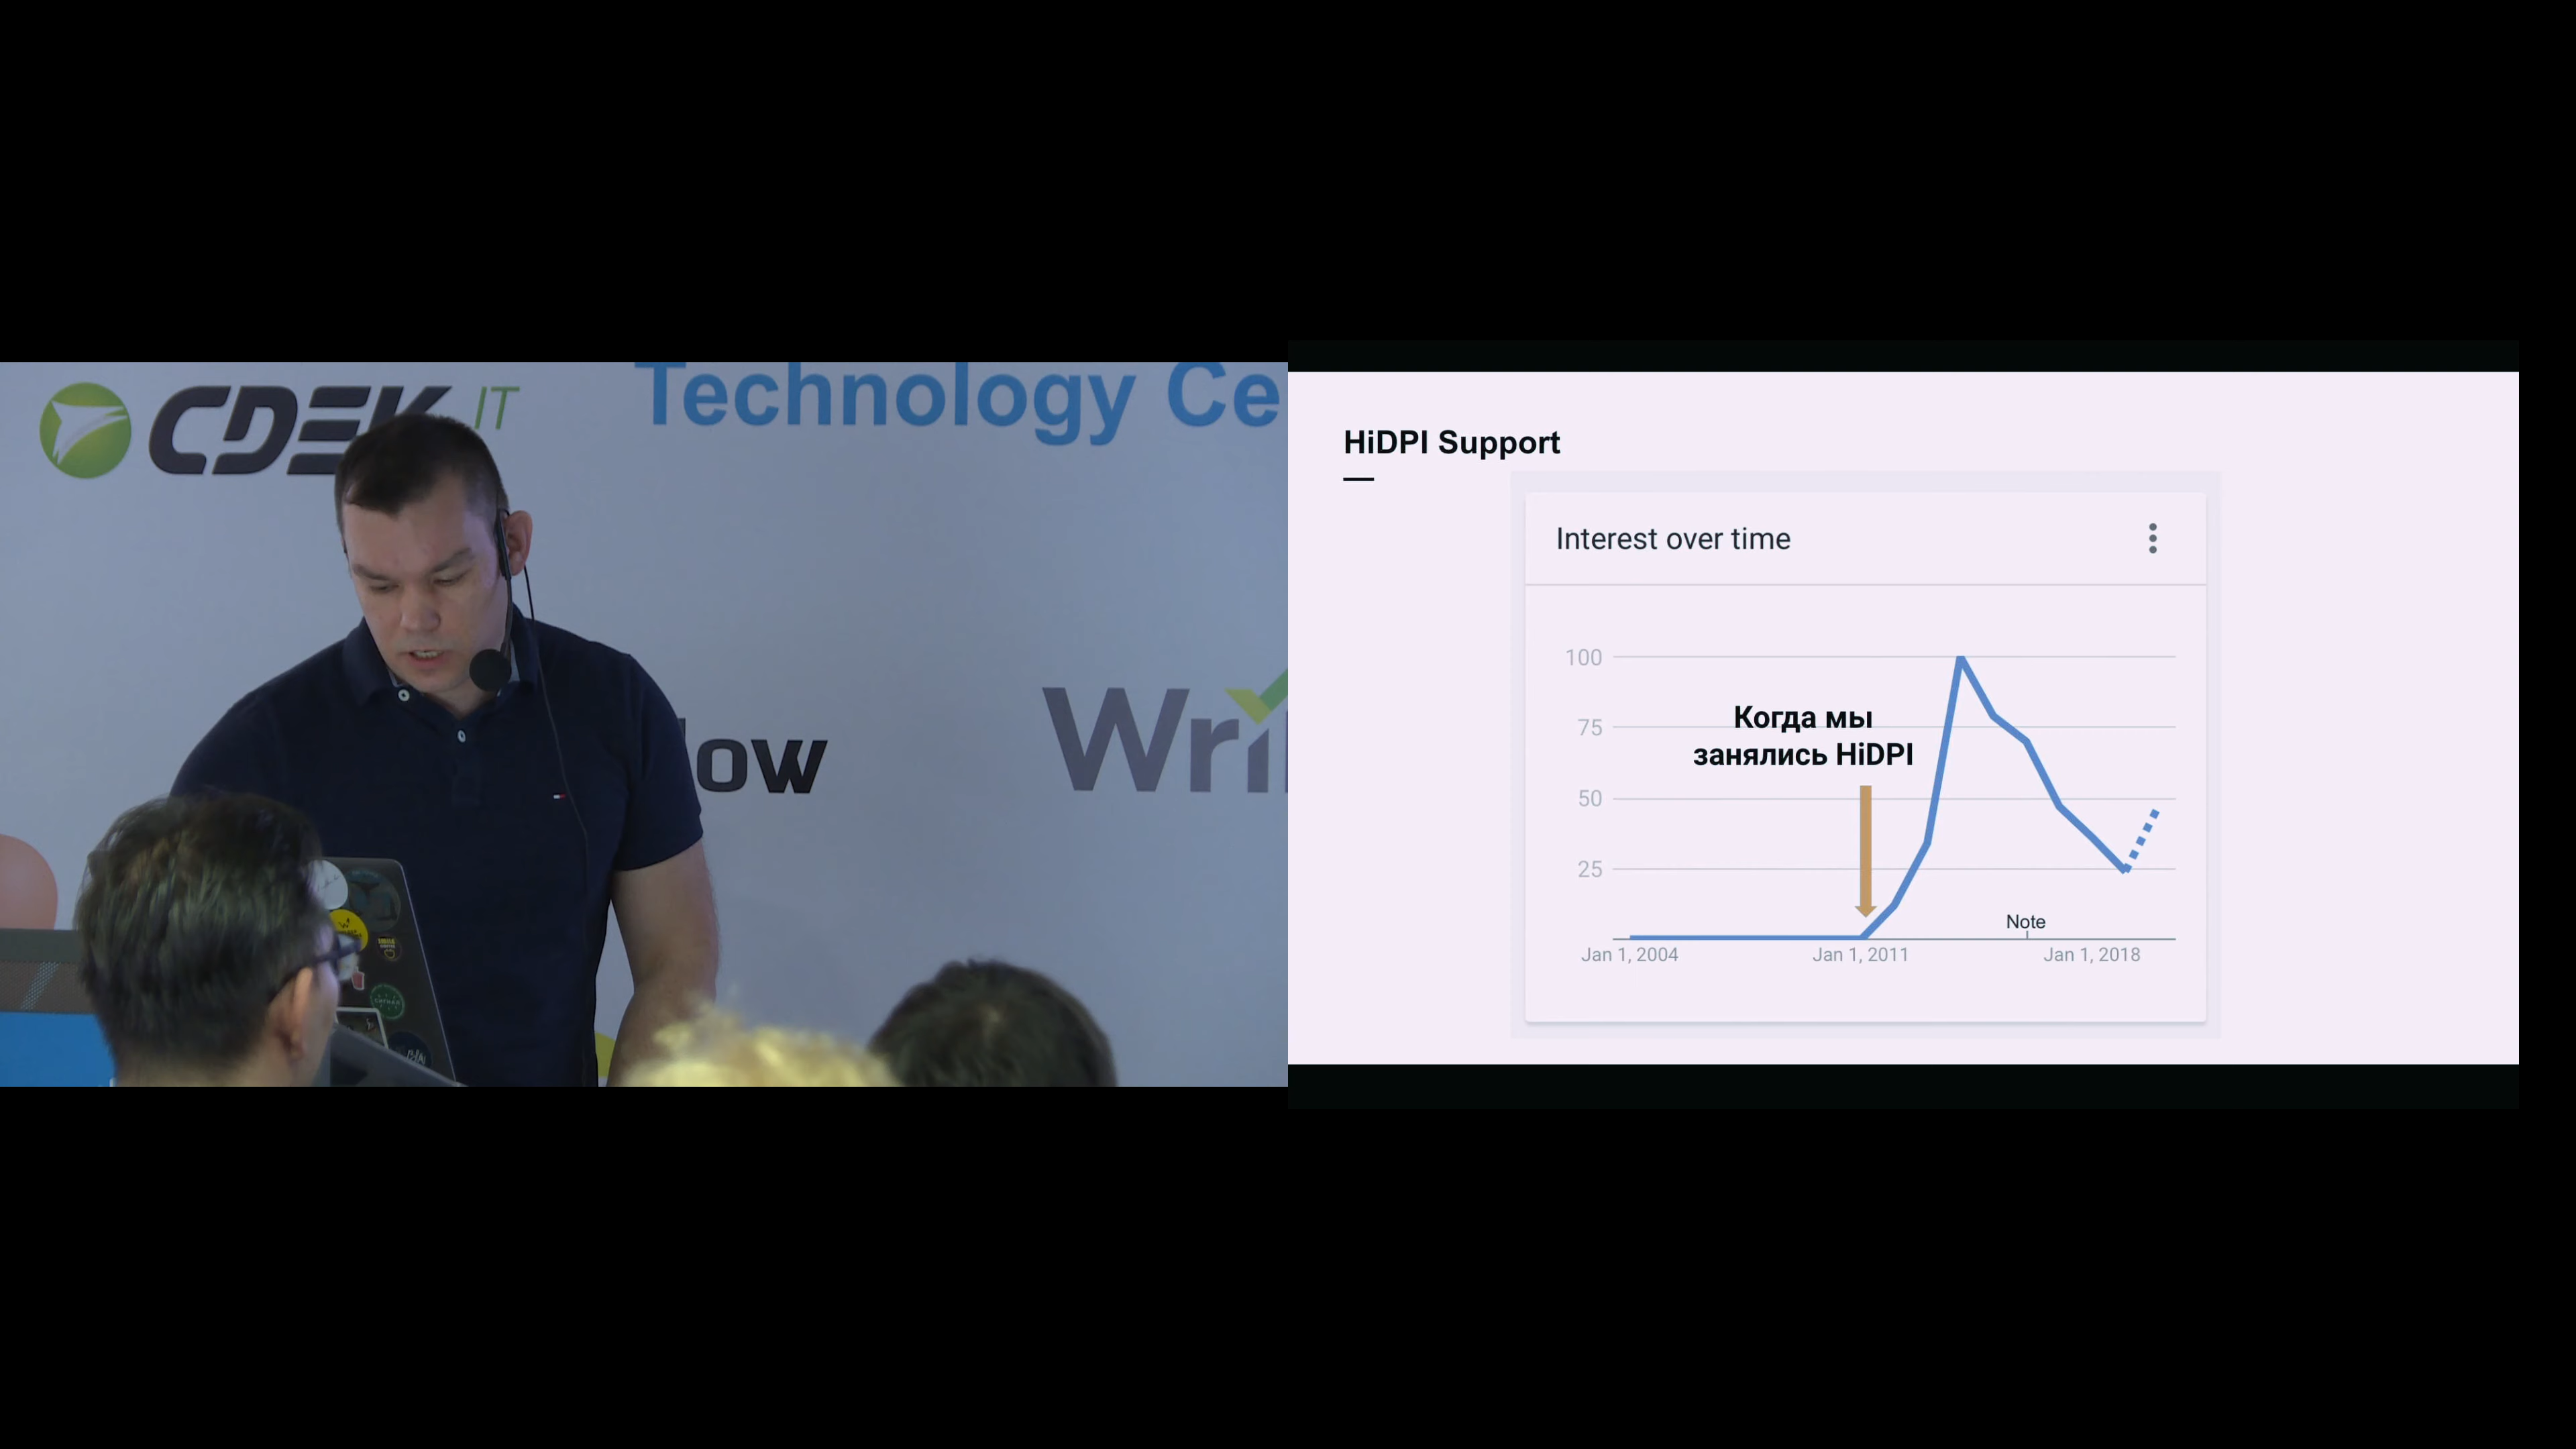 CDEK IT
Technology Ce
ow
Wri
HiDPI Support
Interest over time
100
75
50
25
Когда мы
занялись HiDPI
Note
Jan 1, 2004
Jan 1, 2011
Jan 1, 2018